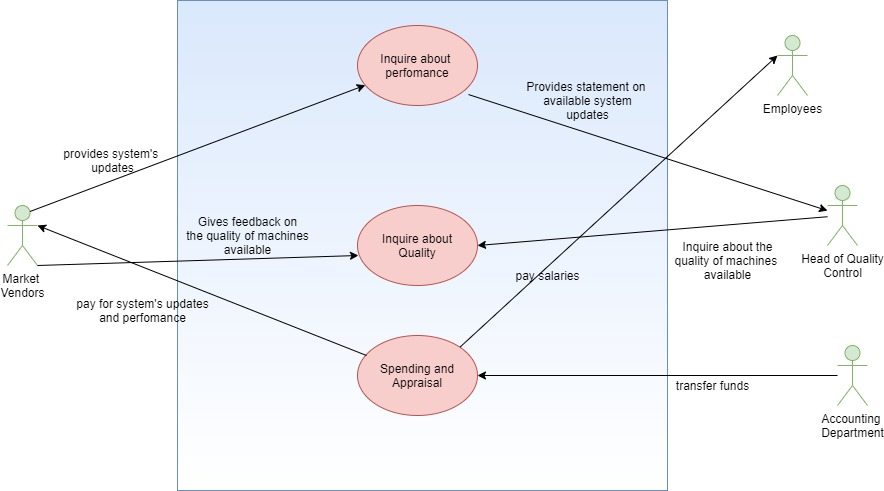 Inquire about
perfomance
Provides statement on
available system
updates
Employees
provides system's
updates
Gives feedback on
the quality of machines
available
Inquire about
Quality
Inquire about the
quality of machines
available
Head of Quality
Control
Market
Vendors
pay salaries
pay for system's updates
and perfomance
Spending and
Appraisal
transfer funds
Accounting
Department